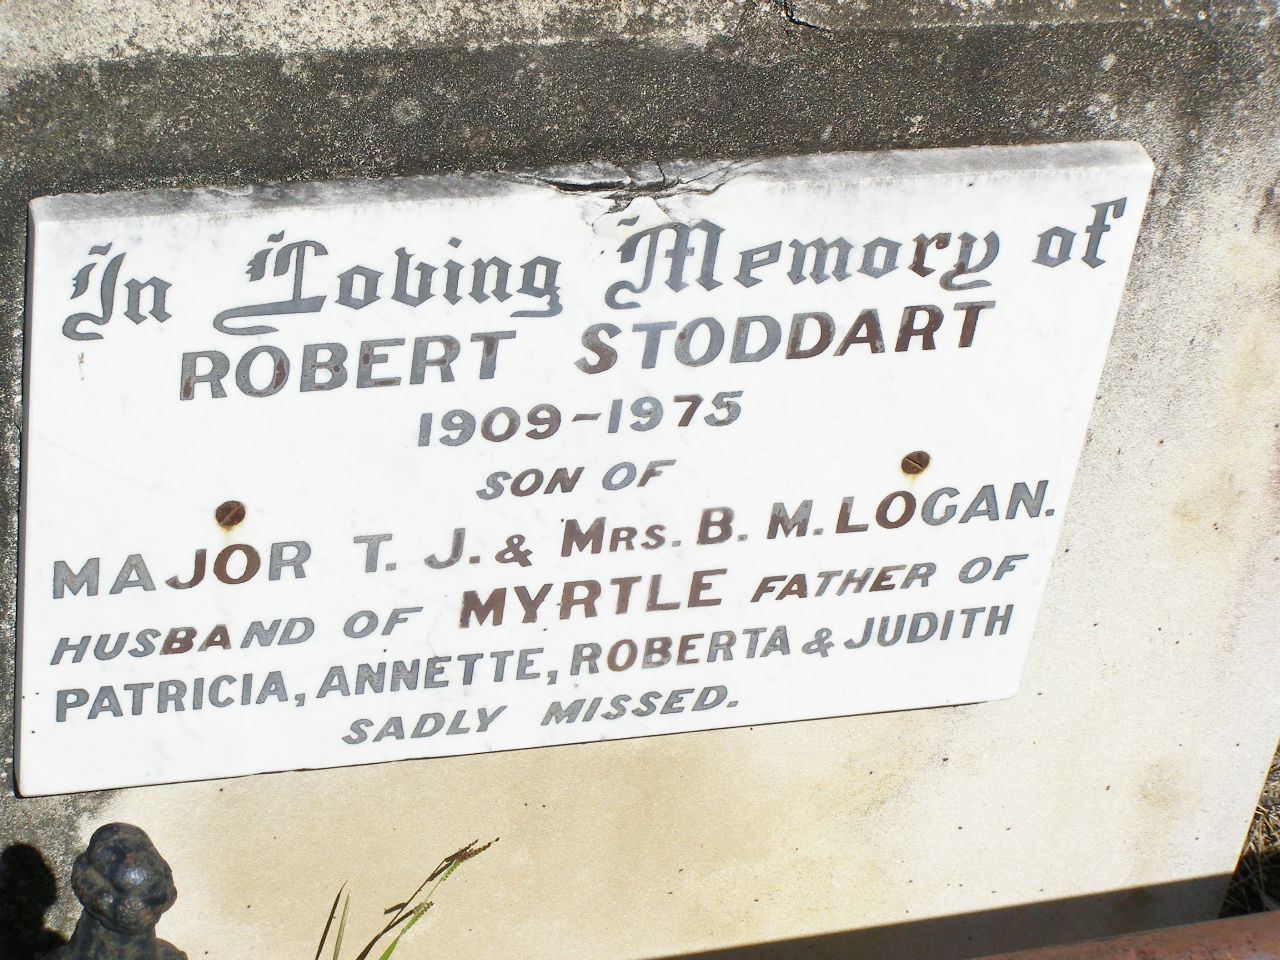 In Loving Memory of
ROBERT STODDART
1909-1975
SON OF
MAJOR T. J. & MRS. B. M. LOGAN.
HUSBAND OF MYRTLE FATHER OF
PATRICIA, ANNETTE, ROBERTA & JUDITH
SADLY MISSED.